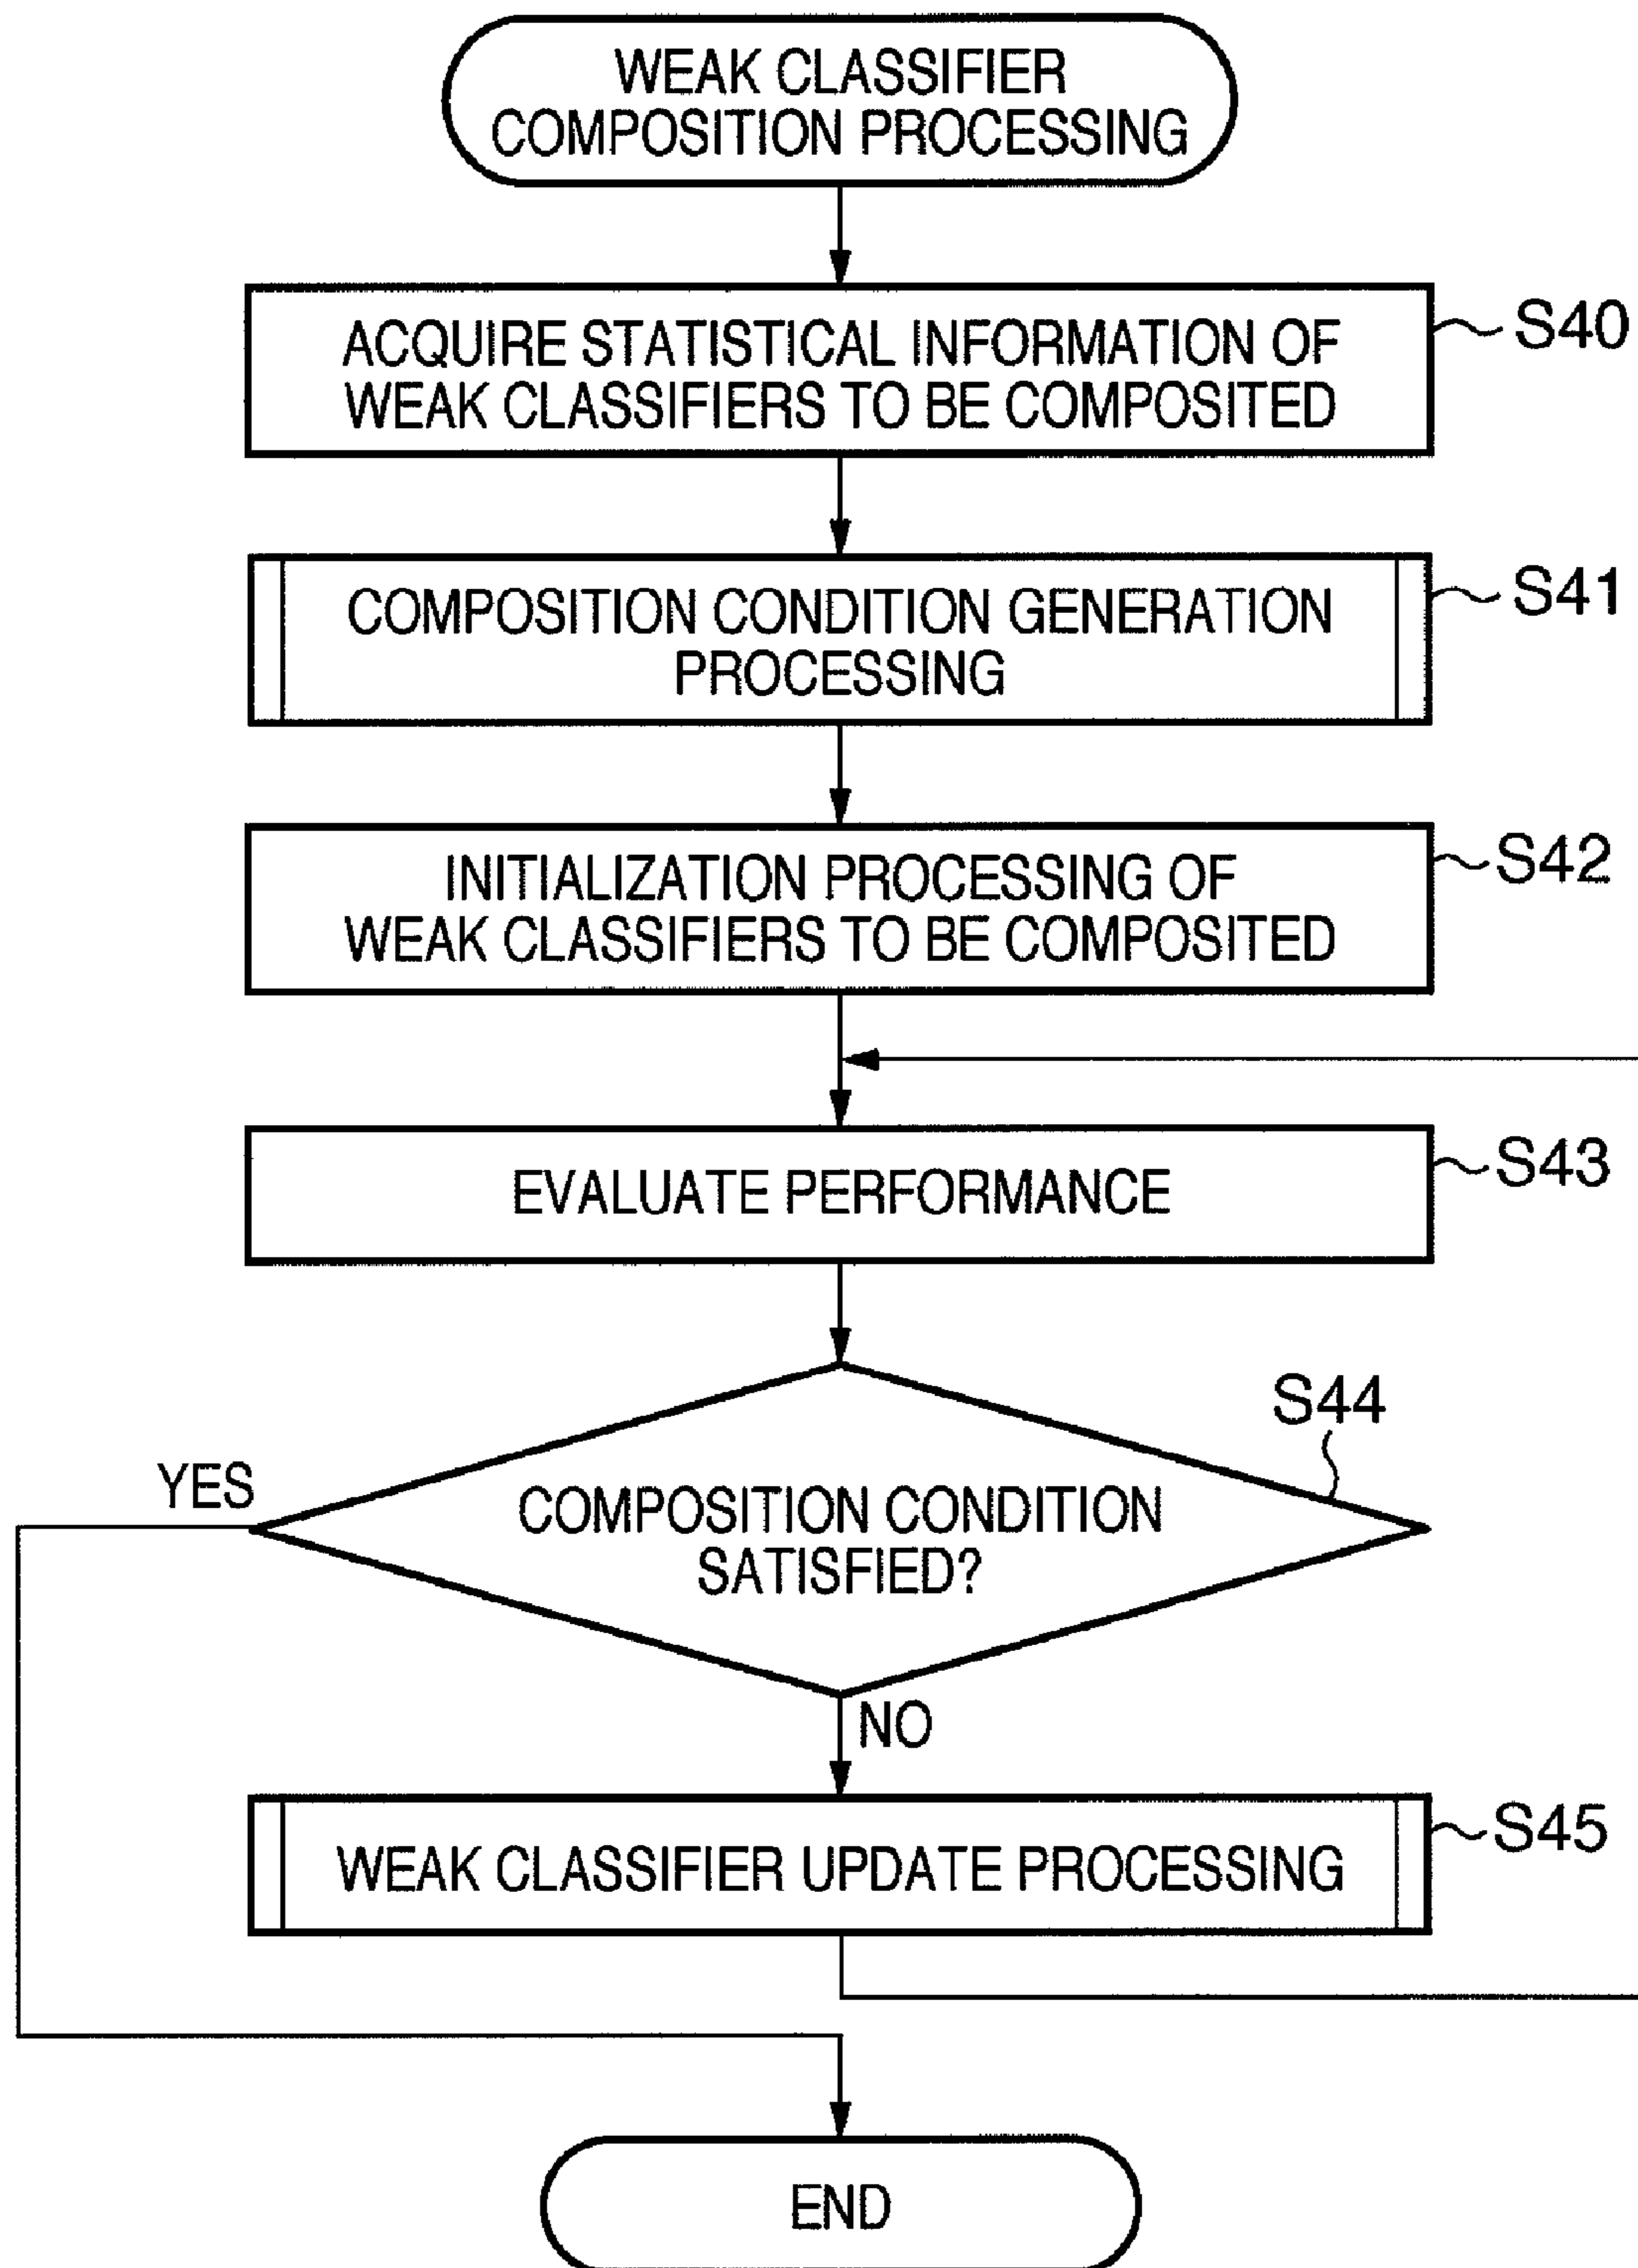 WEAK CLASSIFIER
COMPOSITION PROCESSING
ACQUIRE STATISTICAL INFORMATION OF
WEAK CLASSIFIERS TO BE COMPOSITED
S40
COMPOSITION CONDITION GENERATION
PROCESSING
S41
INITIALIZATION PROCESSING OF
WEAK CLASSIFIERS TO BE COMPOSITED
S42
EVALUATE PERFORMANCE
S43
S44
YES
COMPOSITION CONDITION
SATISFIED?
NO
WEAK CLASSIFIER UPDATE PROCESSING
S45
END